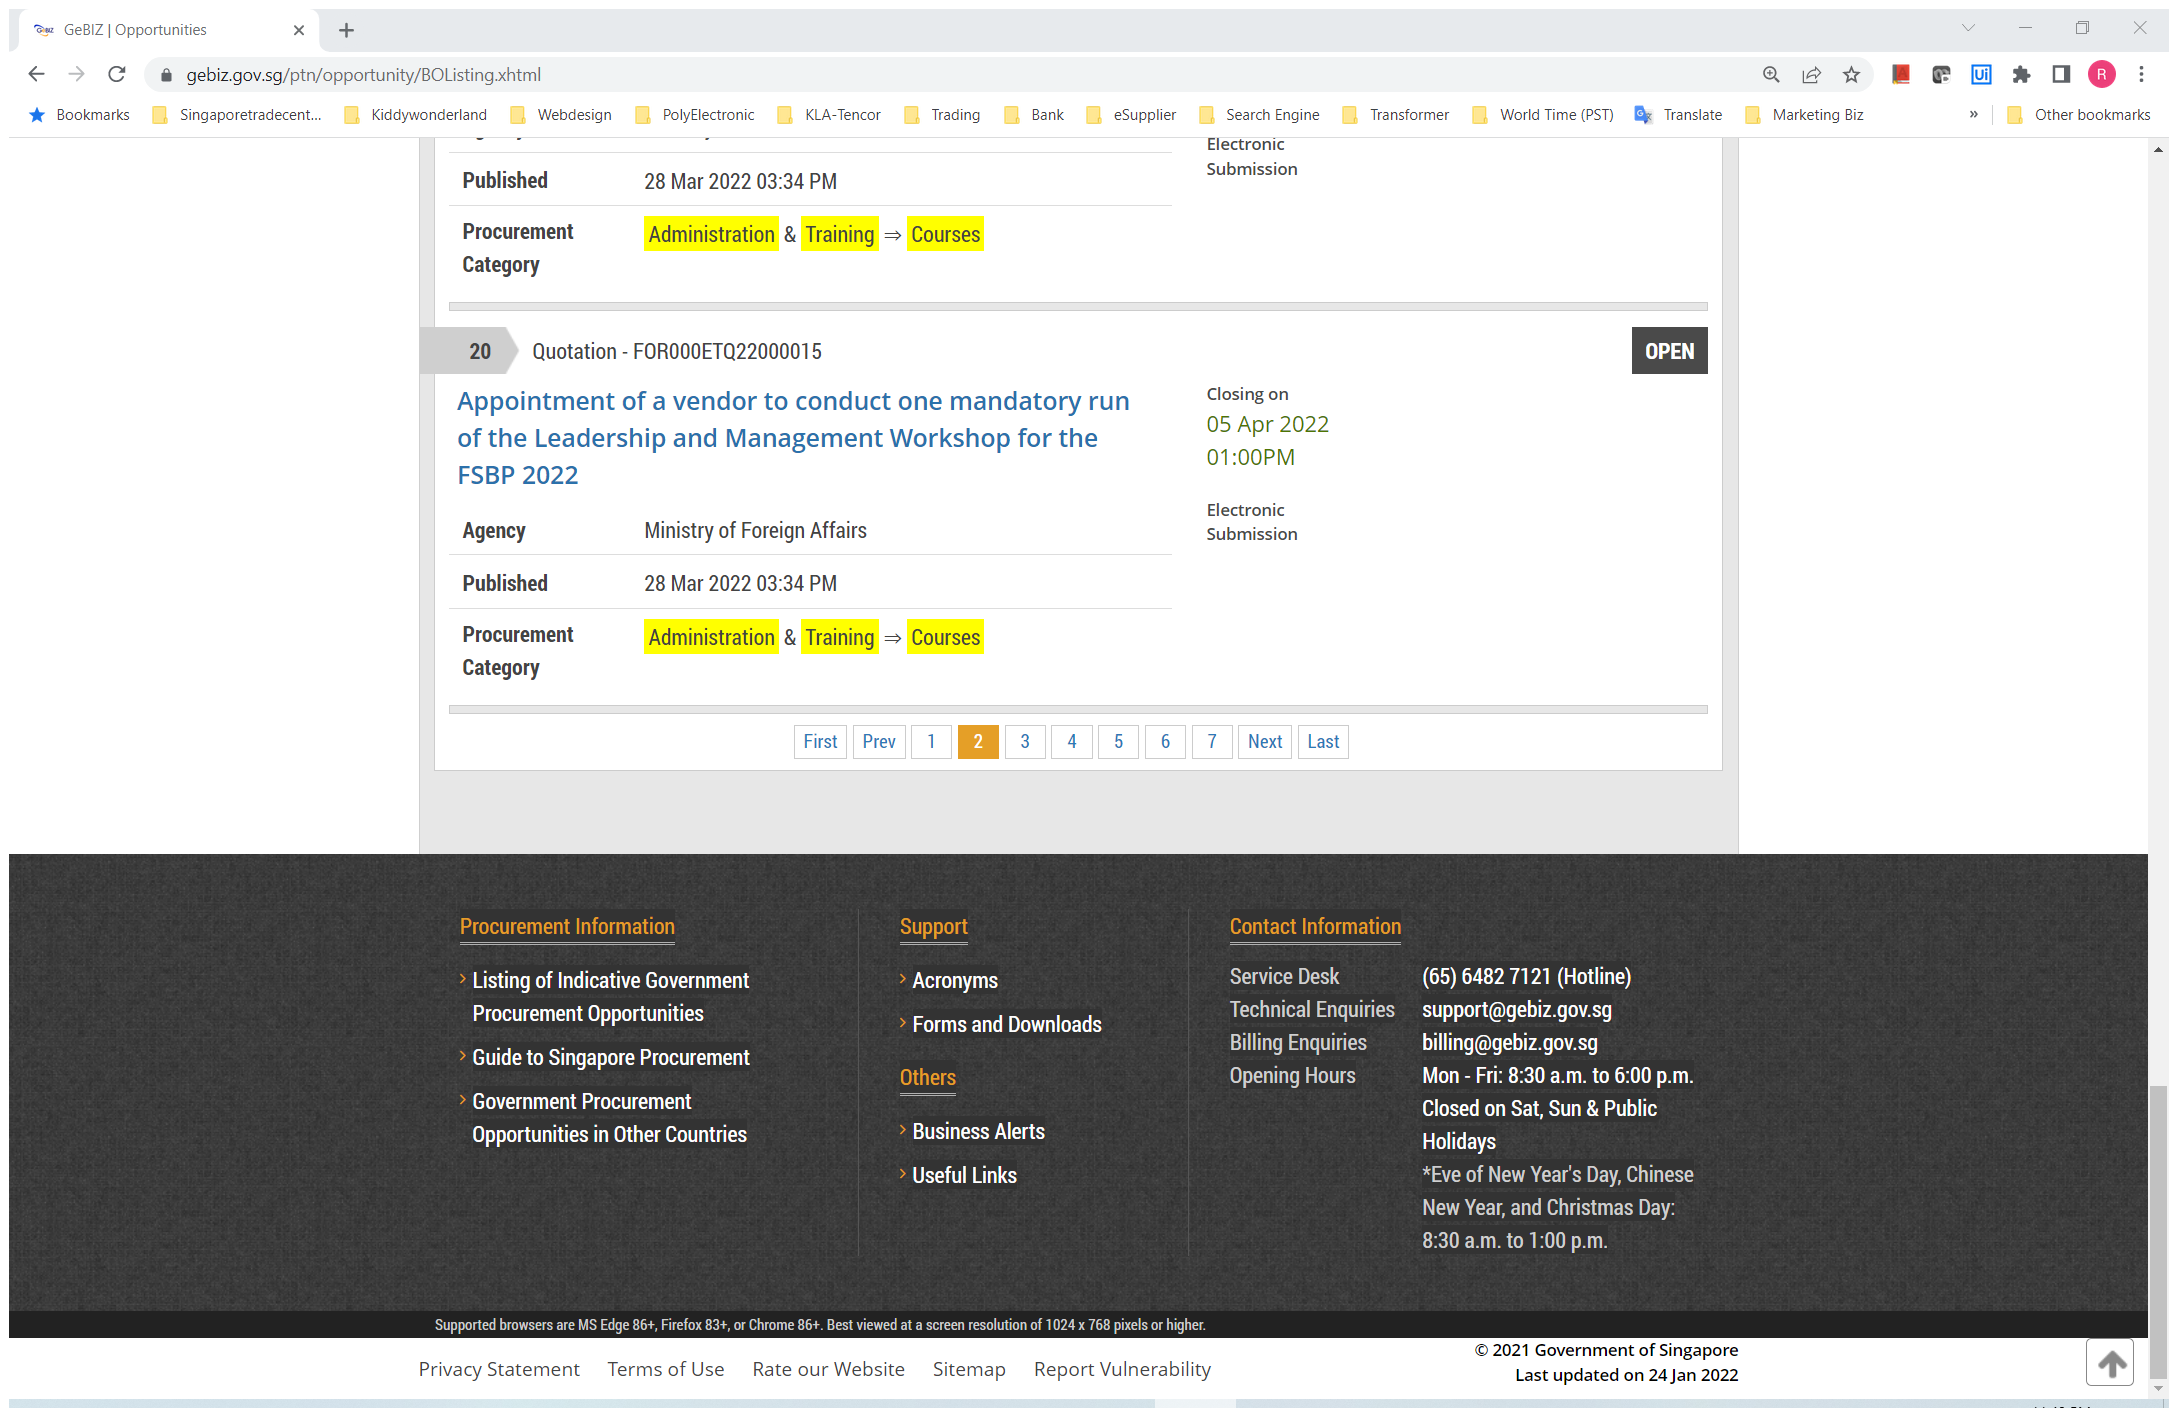 GeBIZ | Opportunities
gebiz.gov.sg/ptn/opportunity/BOListing.xhtml
R
Bookmarks Singaporetradecent... Kiddywonderland Webdesign PolyElectronic KLA-Tencor Trading Bank eSupplier Search Engine Transformer World Time (PST) Translate Marketing Biz » Other bookmarks
Electronic
Submission
Published 28 Mar 2022 03:34 PM
Procurement
Category
Administration & Training ⇒ Courses
20 Quotation - FOR000ETQ22000015 OPEN
Appointment of a vendor to conduct one mandatory run
of the Leadership and Management Workshop for the
FSBP 2022
Closing on
05 Apr 2022
01:00PM
Electronic
Submission
Agency Ministry of Foreign Affairs
Published 28 Mar 2022 03:34 PM
Procurement
Category
Administration & Training ⇒ Courses
First Prev 1 2 3 4 5 6 7 Next Last
Procurement Information
Listing of Indicative Government
Procurement Opportunities
Guide to Singapore Procurement
Government Procurement
Opportunities in Other Countries
Support
Acronyms
Forms and Downloads
Others
Business Alerts
Useful Links
Contact Information
Service Desk (65) 6482 7121 (Hotline)
Technical Enquiries support@gebiz.gov.sg
Billing Enquiries billing@gebiz.gov.sg
Opening Hours Mon - Fri: 8:30 a.m. to 6:00 p.m.
Closed on Sat, Sun & Public
Holidays
*Eve of New Year's Day, Chinese
New Year, and Christmas Day:
8:30 a.m. to 1:00 p.m.
Supported browsers are MS Edge 86+, Firefox 83+, or Chrome 86+. Best viewed at a screen resolution of 1024 x 768 pixels or higher.
Privacy Statement Terms of Use Rate our Website Sitemap Report Vulnerability
© 2021 Government of Singapore
Last updated on 24 Jan 2022